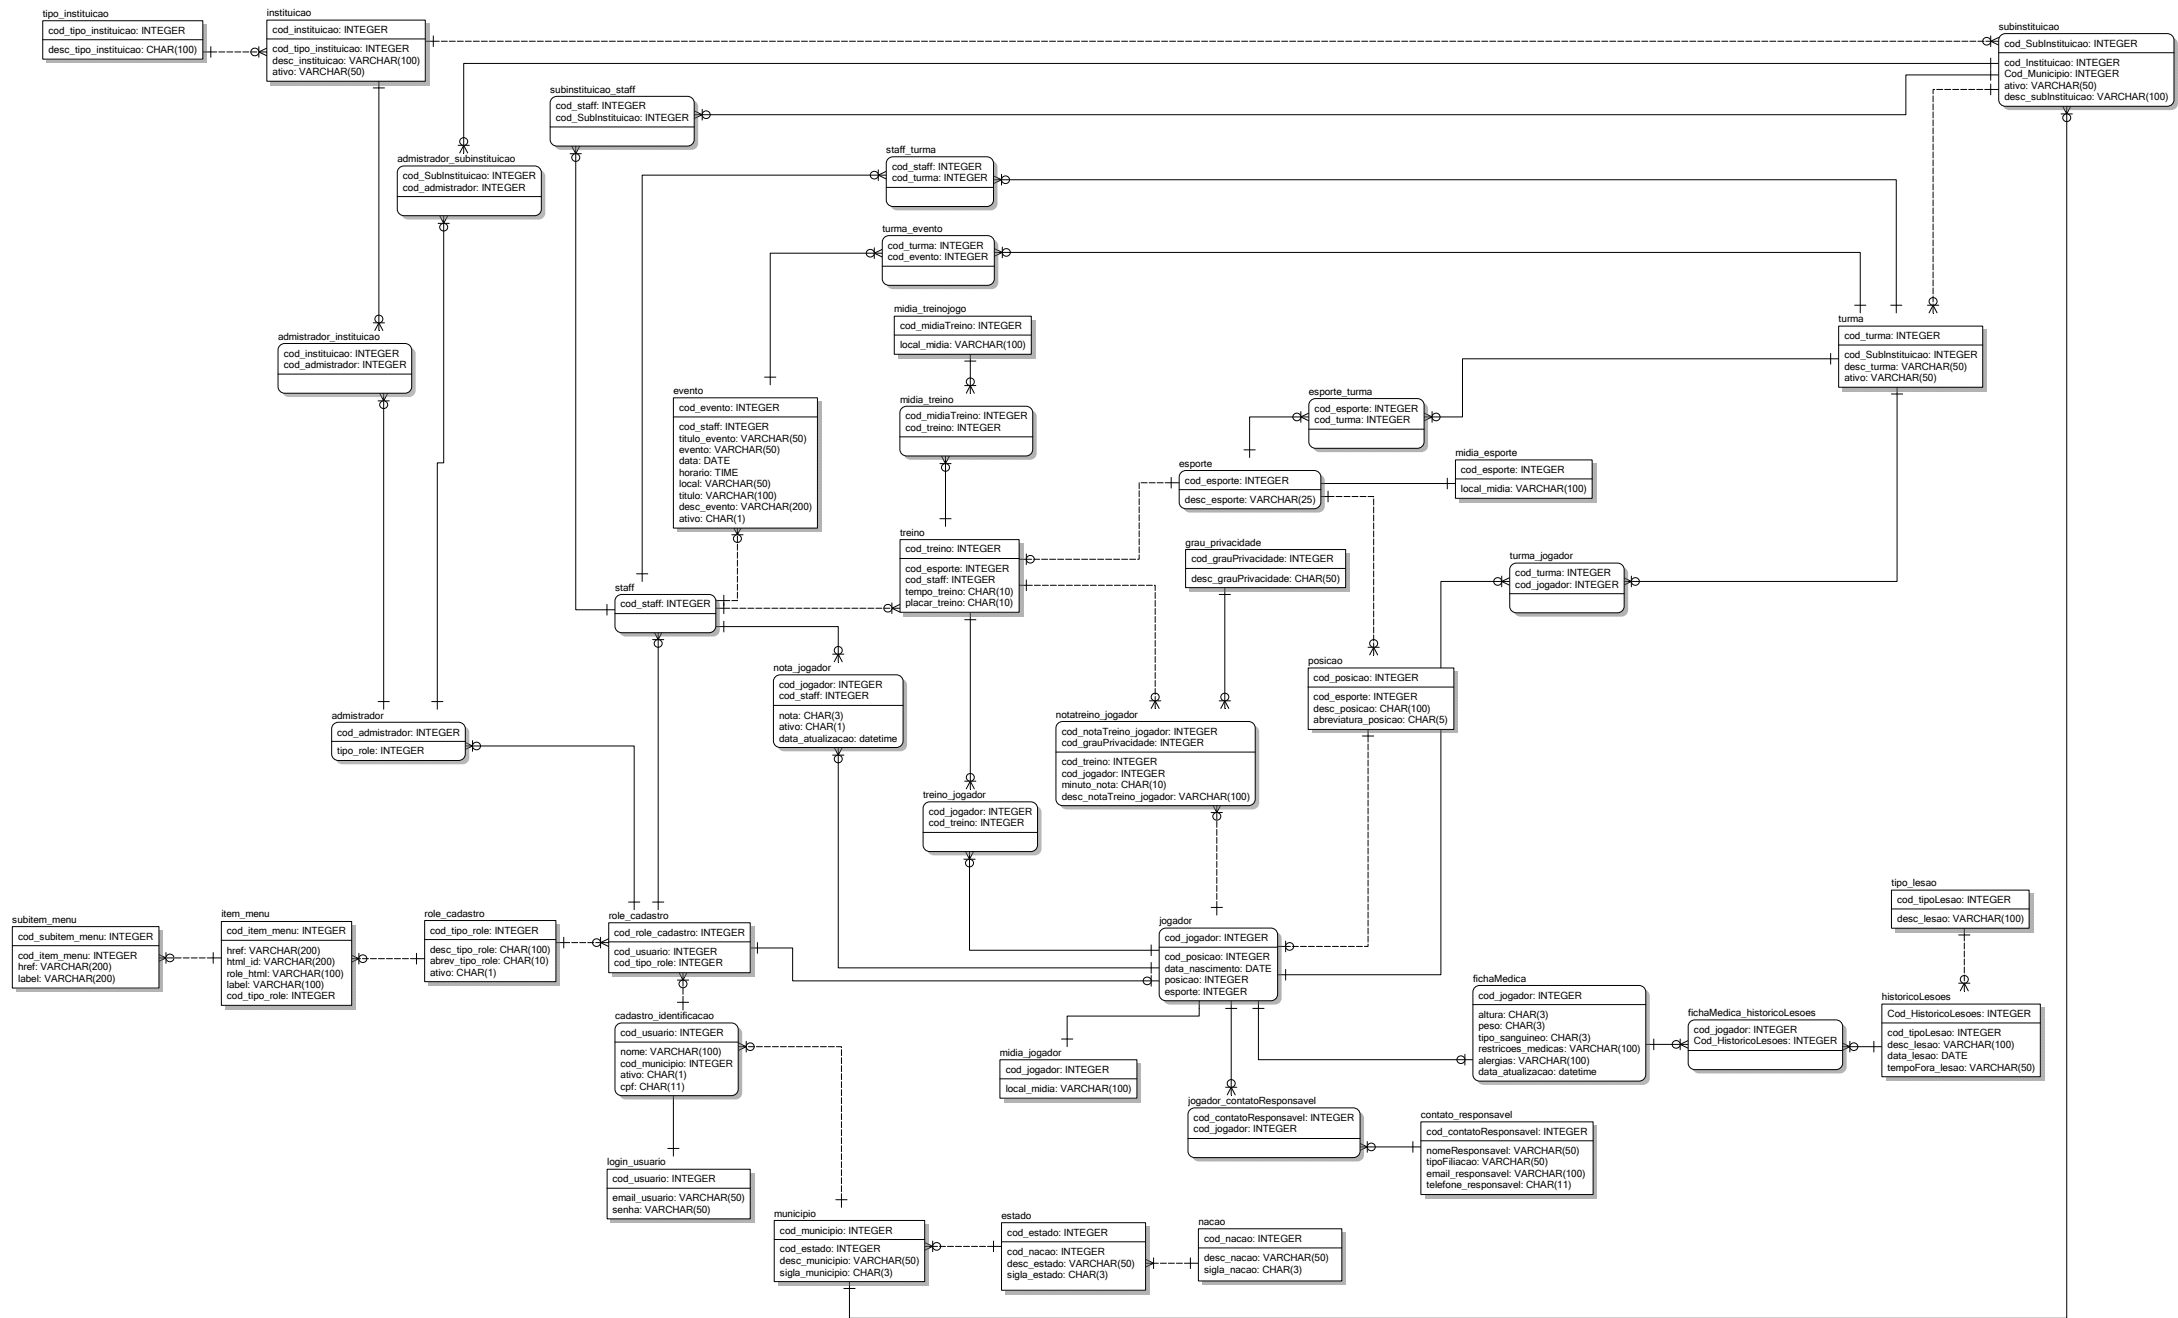 tipo_instituicao
cod_tipo_instituicao: INTEGER
desc_tipo_instituicao: CHAR(100)
instituicao
cod_instituicao: INTEGER
cod_tipo_instituicao: INTEGER
desc_instituicao: VARCHAR(100)
ativo: VARCHAR(50)
subinstituicao
cod_SubInstituicao: INTEGER
cod_Instituicao: INTEGER
Cod_Municipio: INTEGER
ativo: VARCHAR(50)
desc_subInstituicao: VARCHAR(100)
subinstituicao_staff
cod_staff: INTEGER
cod_SubInstituicao: INTEGER
admistrador_subinstituicao
cod_SubInstituicao: INTEGER
cod_admistrador: INTEGER
staff_turma
cod_staff: INTEGER
cod_turma: INTEGER
turma_evento
cod_turma: INTEGER
cod_evento: INTEGER
midia_treinojogo
cod_midiaTreino: INTEGER
local_midia: VARCHAR(100)
turma
cod_turma: INTEGER
cod_SubInstituicao: INTEGER
desc_turma: VARCHAR(50)
ativo: VARCHAR(50)
admistrador_instituicao
cod_instituicao: INTEGER
cod_admistrador: INTEGER
evento
cod_evento: INTEGER
cod_staff: INTEGER
titulo_evento: VARCHAR(50)
evento: VARCHAR(50)
data: DATE
horario: TIME
local: VARCHAR(50)
titulo: VARCHAR(100)
desc_evento: VARCHAR(200)
ativo: CHAR(1)
midia_treino
cod_midiaTreino: INTEGER
cod_treino: INTEGER
esporte_turma
cod_esporte: INTEGER
cod_turma: INTEGER
esporte
cod_esporte: INTEGER
desc_esporte: VARCHAR(25)
midia_esporte
cod_esporte: INTEGER
local_midia: VARCHAR(100)
treino
cod_treino: INTEGER
cod_esporte: INTEGER
cod_staff: INTEGER
tempo_treino: CHAR(10)
placar_treino: CHAR(10)
grau_privacidade
cod_grauPrivacidade: INTEGER
desc_grauPrivacidade: CHAR(50)
turma_jogador
cod_turma: INTEGER
cod_jogador: INTEGER
staff
cod_staff: INTEGER
nota_jogador
cod_jogador: INTEGER
cod_staff: INTEGER
nota: CHAR(3)
ativo: CHAR(1)
data_atualizacao: datetime
posicao
cod_posicao: INTEGER
cod_esporte: INTEGER
desc_posicao: CHAR(100)
abreviatura_posicao: CHAR(5)
admistrador
cod_admistrador: INTEGER
tipo_role: INTEGER
notatreino_jogador
cod_notaTreino_jogador: INTEGER
cod_grauPrivacidade: INTEGER
cod_treino: INTEGER
cod_jogador: INTEGER
minuto_nota: CHAR(10)
desc_notaTreino_jogador: VARCHAR(100)
treino_jogador
cod_jogador: INTEGER
cod_treino: INTEGER
subitem_menu
cod_subitem_menu: INTEGER
cod_item_menu: INTEGER
href: VARCHAR(200)
label: VARCHAR(200)
item_menu
cod_item_menu: INTEGER
href: VARCHAR(200)
html_id: VARCHAR(200)
role_html: VARCHAR(100)
label: VARCHAR(100)
cod_tipo_role: INTEGER
role_cadastro
cod_tipo_role: INTEGER
desc_tipo_role: CHAR(100)
abrev_tipo_role: CHAR(10)
ativo: CHAR(1)
role_cadastro
cod_role_cadastro: INTEGER
cod_usuario: INTEGER
cod_tipo_role: INTEGER
jogador
cod_jogador: INTEGER
cod_posicao: INTEGER
data_nascimento: DATE
posicao: INTEGER
esporte: INTEGER
tipo_lesao
cod_tipoLesao: INTEGER
desc_lesao: VARCHAR(100)
fichaMedica
cod_jogador: INTEGER
altura: CHAR(3)
peso: CHAR(3)
tipo_sanguineo: CHAR(3)
restricoes_medicas: VARCHAR(100)
alergias: VARCHAR(100)
data_atualizacao: datetime
fichaMedica_historicoLesoes
cod_jogador: INTEGER
Cod_HistoricoLesoes: INTEGER
historicoLesoes
Cod_HistoricoLesoes: INTEGER
cod_tipoLesao: INTEGER
desc_lesao: VARCHAR(100)
data_lesao: DATE
tempoFora_lesao: VARCHAR(50)
cadastro_identificacao
cod_usuario: INTEGER
nome: VARCHAR(100)
cod_municipio: INTEGER
ativo: CHAR(1)
cpf: CHAR(11)
midia_jogador
cod_jogador: INTEGER
local_midia: VARCHAR(100)
jogador_contatoResponsavel
cod_contatoResponsavel: INTEGER
cod_jogador: INTEGER
contato_responsavel
cod_contatoResponsavel: INTEGER
nomeResponsavel: VARCHAR(50)
tipoFiliacao: VARCHAR(50)
email_responsavel: VARCHAR(100)
telefone_responsavel: CHAR(11)
login_usuario
cod_usuario: INTEGER
email_usuario: VARCHAR(50)
senha: VARCHAR(50)
municipio
cod_municipio: INTEGER
cod_estado: INTEGER
desc_municipio: VARCHAR(50)
sigla_municipio: CHAR(3)
estado
cod_estado: INTEGER
cod_nacao: INTEGER
desc_estado: VARCHAR(50)
sigla_estado: CHAR(3)
nacao
cod_nacao: INTEGER
desc_nacao: VARCHAR(50)
sigla_nacao: CHAR(3)